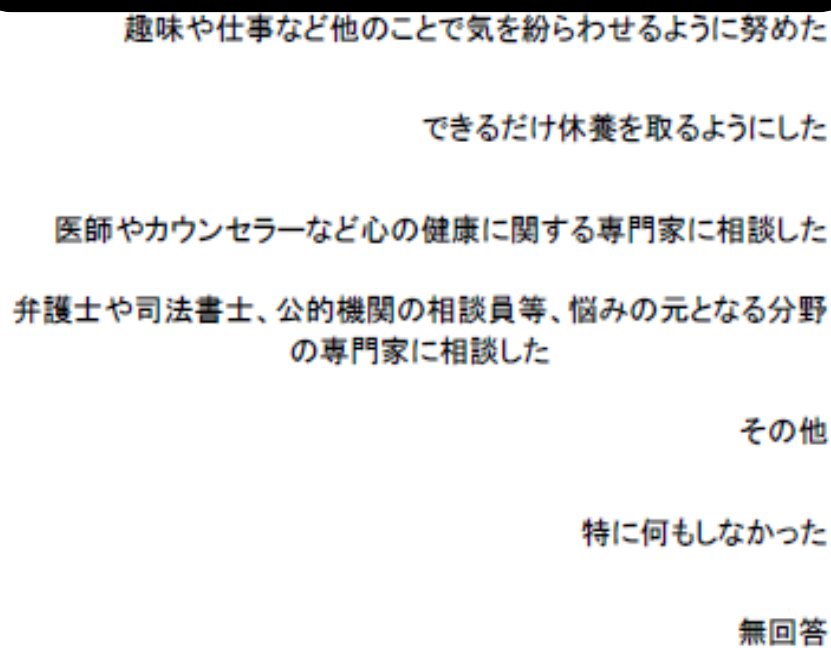 趣味や仕事など他のことで気を紛らわせるように努めた
できるだけ休養を取るようにした
医師やカウンセラーなど心の健康に関する専門家に相談した
弁護士や司法書士、公的機関の相談員等、悩みの元となる分野
の専門家に相談した
その他
特に何もしなかった
無回答